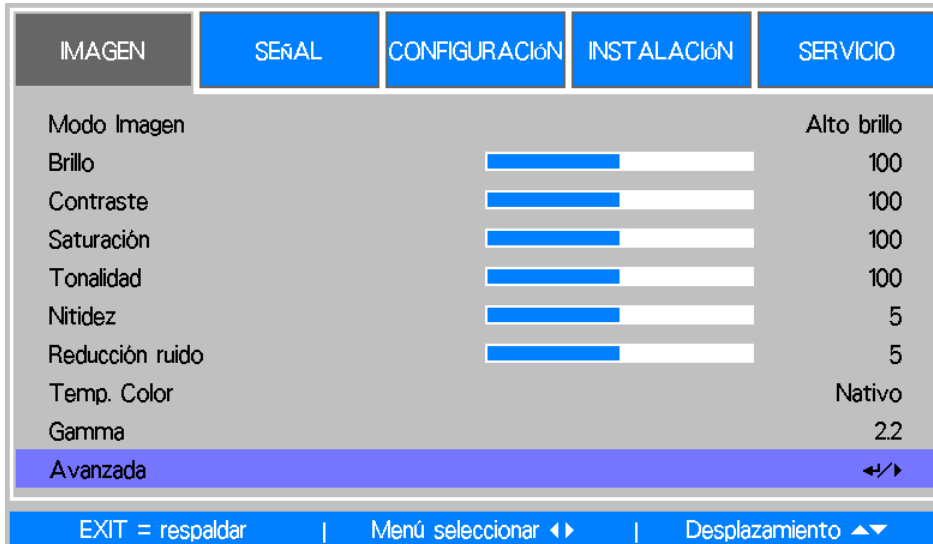 IMAGEN SEñAL CONFIGURACIóN INSTALACIóN SERVICIO
Modo Imagen Alto brillo
Brillo 100
Contraste 100
Saturación 100
Tonalidad 100
Nitidez 5
Reducción ruido 5
Temp. Color Nativo
Gamma 2.2
Avanzada ↵/▶
EXIT = respaldar | Menú seleccionar ◀▶ | Desplazamiento ▲▼